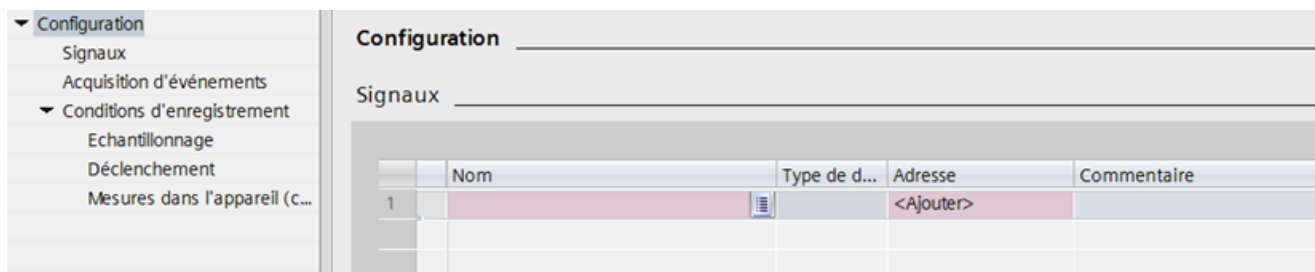 Configuration
Signaux
Acquisition d'événements
Conditions d'enregistrement
Echantillonnage
Déclenchement
Mesures dans l'appareil (c...
Configuration
Signaux
Nom Type de d... Adresse Commentaire
1 <Ajouter>